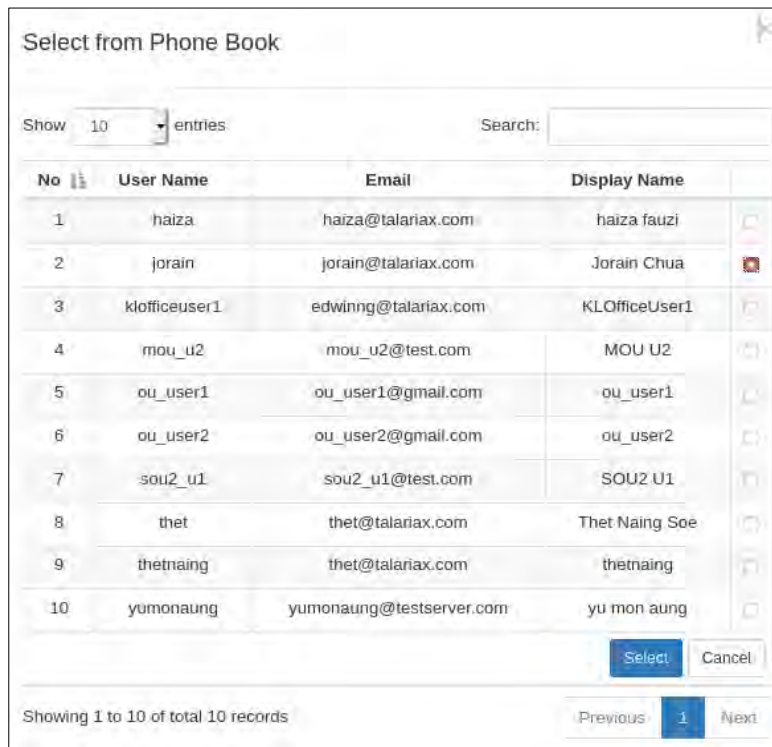 Select from Phone Book
Show 10 entries Search:
No User Name Email Display Name
1 haiza haiza@talariax.com haiza fauzi
2 jorain jorain@talariax.com Jorain Chua
3 klofficeuser1 edwinng@talariax.com KLOfficeUser1
4 mou_u2 mou_u2@test.com MOU U2
5 ou_user1 ou_user1@gmail.com ou_user1
6 ou_user2 ou_user2@gmail.com ou_user2
7 sou2_u1 sou2_u1@test.com SOU2 U1
8 thet thet@talariax.com Thet Naing Soe
9 thetnaing thet@talariax.com thetnaing
10 yumonaung yumonaung@testserver.com yu mon aung
Select Cancel
Showing 1 to 10 of total 10 records Previous 1 Next